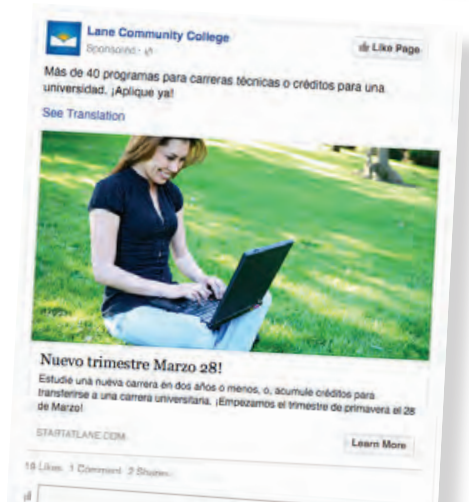 Lane Community College
Sponsored ·
Like Page
Más de 40 programas para carreras técnicas o créditos para una
universidad. ¡Aplique ya!
See Translation
Nuevo trimestre Marzo 28!
Estudie una nueva carrera en dos años o menos, o, acumule créditos para
transferirse a una carrera universitaria. ¡Empezamos el trimestre de primavera el 28
de Marzo!
STARTATLANE.COM
Learn More
Likes 1 Comment 2 Shares